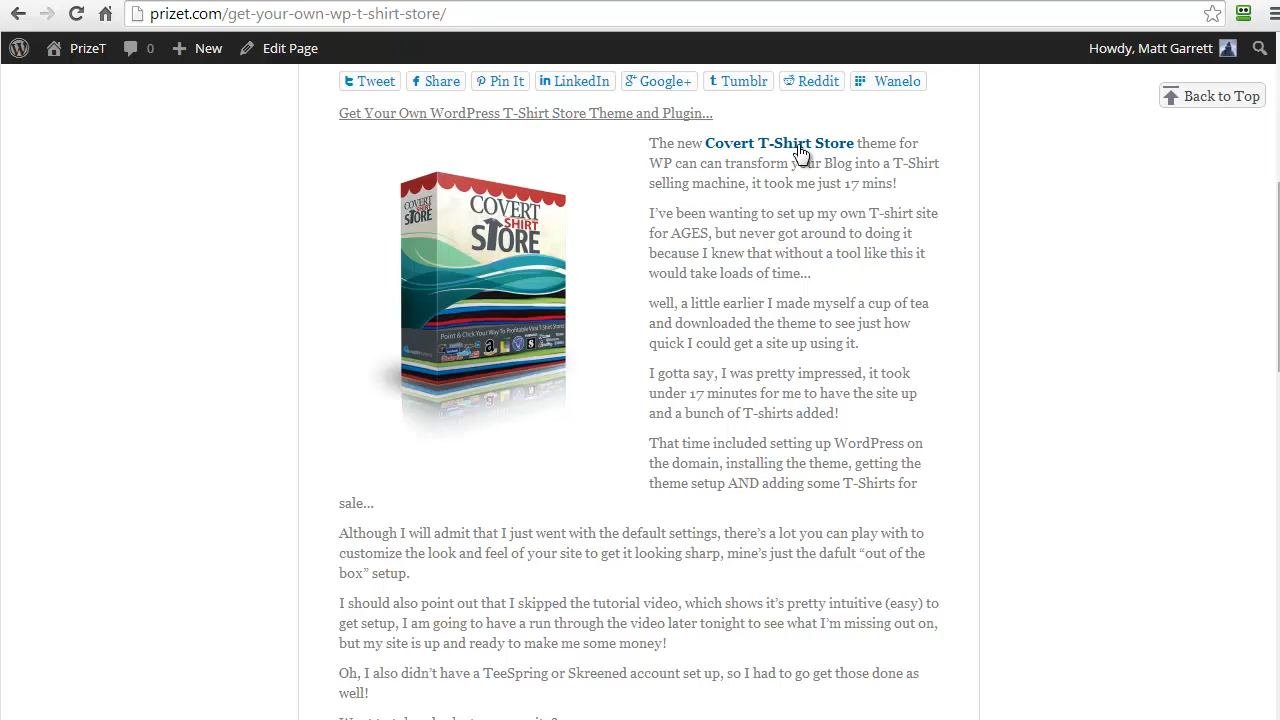 prizet.com/get-your-own-wp-t-shirt-store/
PrizeT 0 New Edit Page Howdy, Matt Garrett
Tweet Share Pin It LinkedIn Google+ Tumblr Reddit Wanelo
Back to Top
Get Your Own WordPress T-Shirt Store Theme and Plugin...
COVERT SHIRT STORE
COVERT
SHIRT
STORE
Point & Click Your Way To Profitable Viral T Shirt Stores
The new Covert T-Shirt Store theme for
WP can can transform your Blog into a T-Shirt
selling machine, it took me just 17 mins!
I've been wanting to set up my own T-shirt site
for AGES, but never got around to doing it
because I knew that without a tool like this it
would take loads of time...
well, a little earlier I made myself a cup of tea
and downloaded the theme to see just how
quick I could get a site up using it.
I gotta say, I was pretty impressed, it took
under 17 minutes for me to have the site up
and a bunch of T-shirts added!
That time included setting up WordPress on
the domain, installing the theme, getting the
theme setup AND adding some T-Shirts for
sale...
Although I will admit that I just went with the default settings, there's a lot you can play with to
customize the look and feel of your site to get it looking sharp, mine's just the dafult “out of the
box” setup.
I should also point out that I skipped the tutorial video, which shows it's pretty intuitive (easy) to
get setup, I am going to have a run through the video later tonight to see what I'm missing out on,
but my site is up and ready to make me some money!
Oh, I also didn't have a TeeSpring or Skreened account set up, so I had to go get those done as
well!